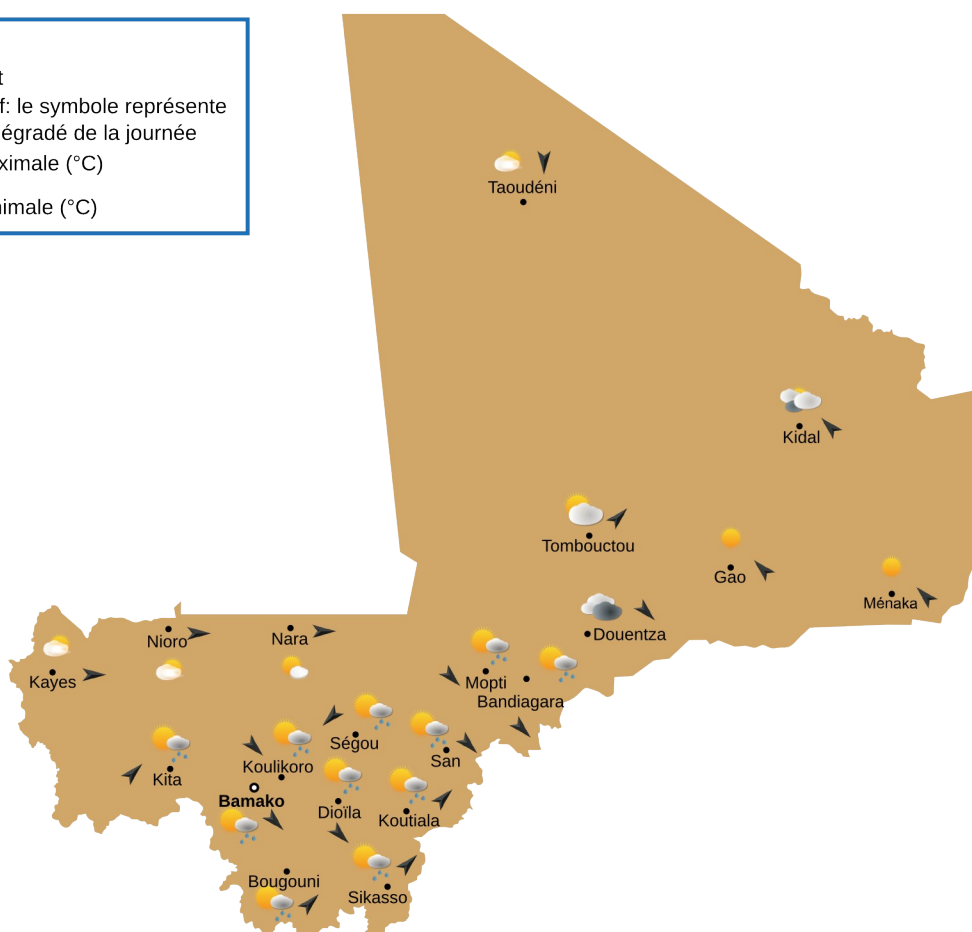 f: le symbole représente
égradé de la journée
ximale (°C)
imale (°C)
Taoudéni
Kidal
Tombouctou
Gao
Ménaka
Douentza
Nioro
Nara
Kayes
Mopti
Bandiagara
Ségou
San
Koulikoro
Kita
Bamako
Dioïla
Koutiala
Bougouni
Sikasso